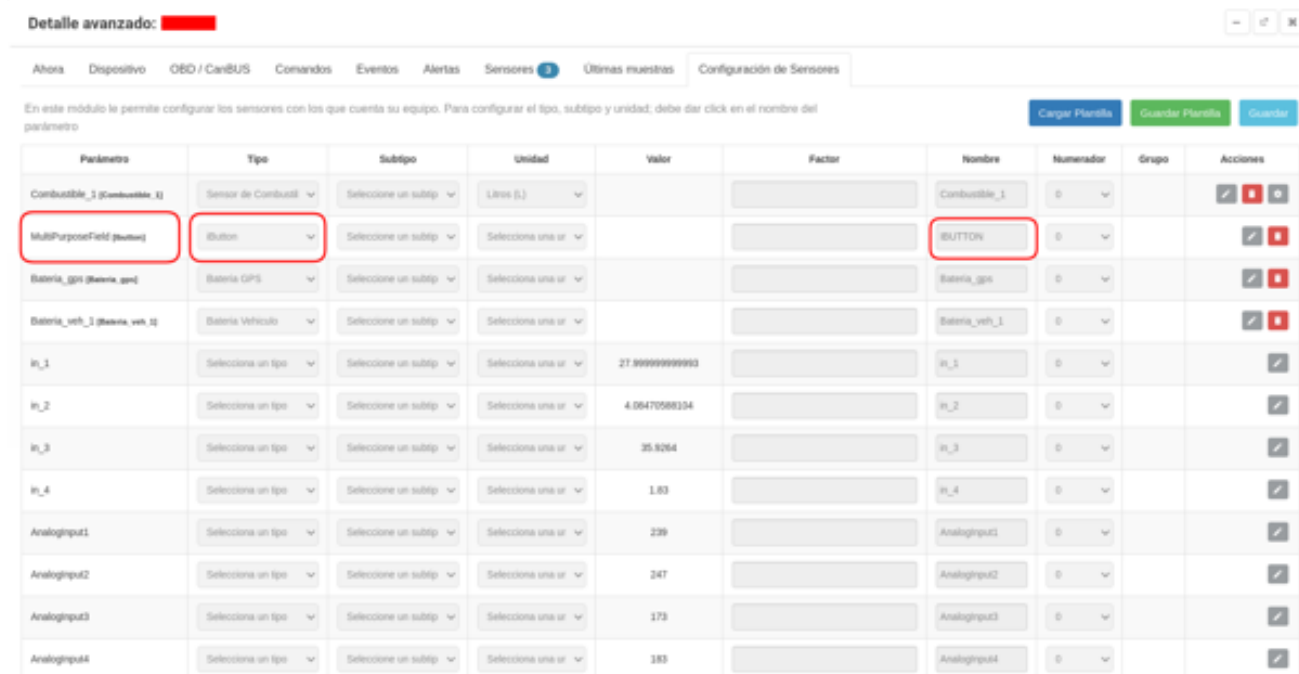 Detalle avanzado:
Ahora Dispositivo OBD / CanBUS Comandos Eventos Alertas Sensores 3 Últimas muestras Configuración de Sensores
En este módulo le permite configurar los sensores con los que cuenta su equipo. Para configurar el tipo, subtipo y unidad; debe dar click en el nombre del
parámetro
Cargar Plantilla Guardar Plantilla Guardar
Parámetro Tipo Subtipo Unidad Valor Factor Nombre Numerador Grupo Acciones
Combustible_1 [Combustible_1] Sensor de Combustil Seleccione un subtip Litros (L) Combustible_1 0
MultiPurposeField [Ibutton] iButton Seleccione un subtip Selecciona una ur IBUTTON 0
Bateria_gps [Bateria_gps] Bateria GPS Seleccione un subtip Selecciona una ur Bateria_gps 0
Bateria_veh_1 [Bateria_veh_1] Bateria Vehiculo Seleccione un subtip Selecciona una ur Bateria_veh_1 0
in_1 Selecciona un tipo Seleccione un subtip Selecciona una ur 27.999999999993 in_1 0
in_2 Selecciona un tipo Seleccione un subtip Selecciona una ur 4.08470588104 in_2 0
in_3 Selecciona un tipo Seleccione un subtip Selecciona una ur 35.9264 in_3 0
in_4 Selecciona un tipo Seleccione un subtip Selecciona una ur 1.83 in_4 0
AnalogInput1 Selecciona un tipo Seleccione un subtip Selecciona una ur 239 AnalogInput1 0
AnalogInput2 Selecciona un tipo Seleccione un subtip Selecciona una ur 247 AnalogInput2 0
AnalogInput3 Selecciona un tipo Seleccione un subtip Selecciona una ur 173 AnalogInput3 0
AnalogInput4 Selecciona un tipo Seleccione un subtip Selecciona una ur 183 AnalogInput4 0